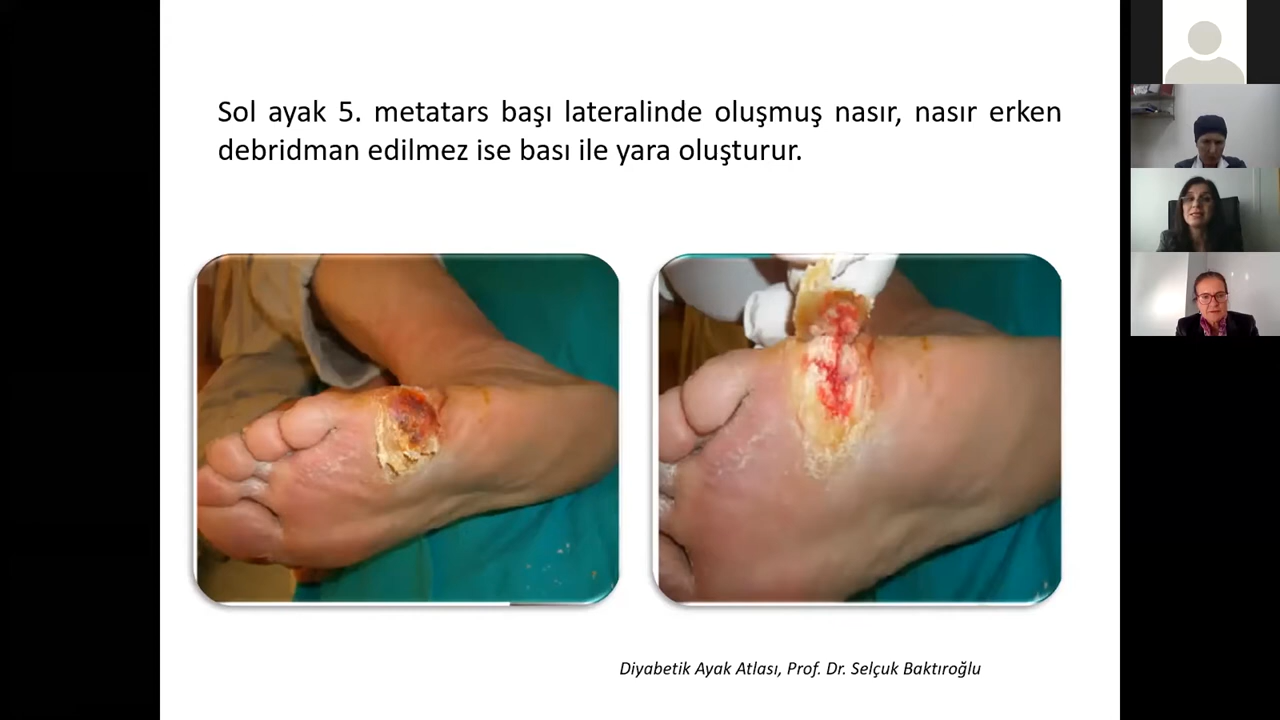 Sol ayak 5. metatars başı lateralinde oluşmuş nasır, nasır erken
debridman edilmez ise bası ile yara oluşturur.
Diyabetik Ayak Atlası, Prof. Dr. Selçuk Baktıroğlu